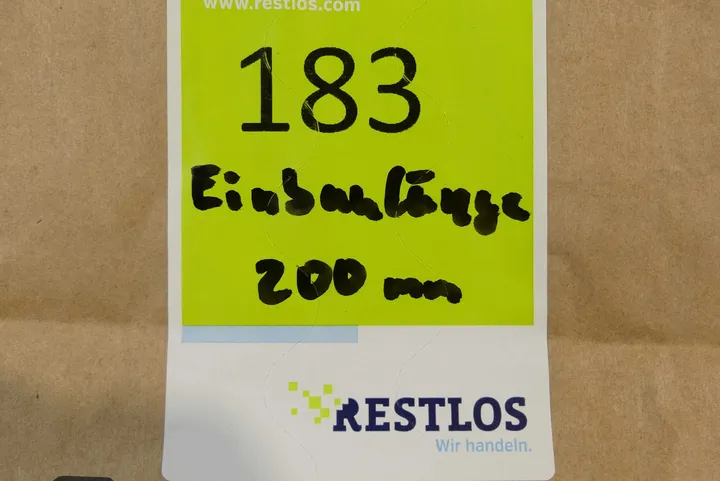 www.restlos.com
183
Einbaulänge
200 mm
RESTLOS
Wir handeln.